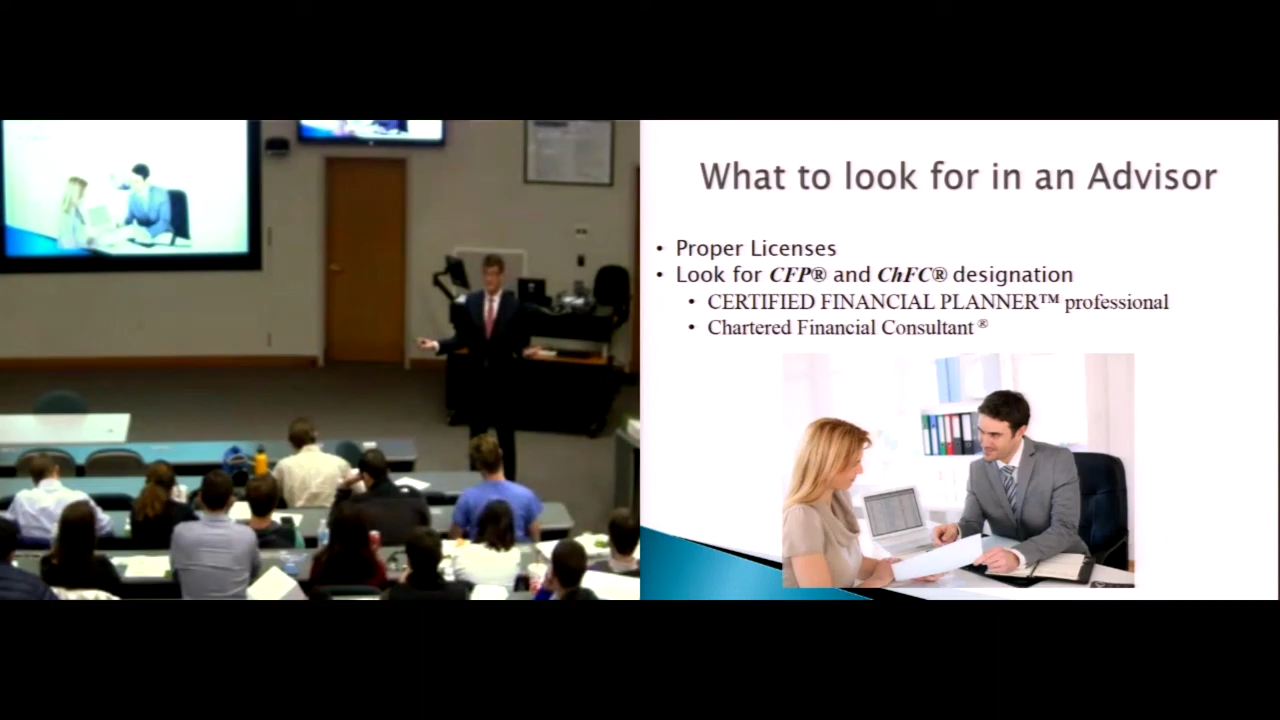 What to look for in an Advisor
• Proper Licenses
• Look for CFP® and ChFC® designation
• CERTIFIED FINANCIAL PLANNER™ professional
• Chartered Financial Consultant®